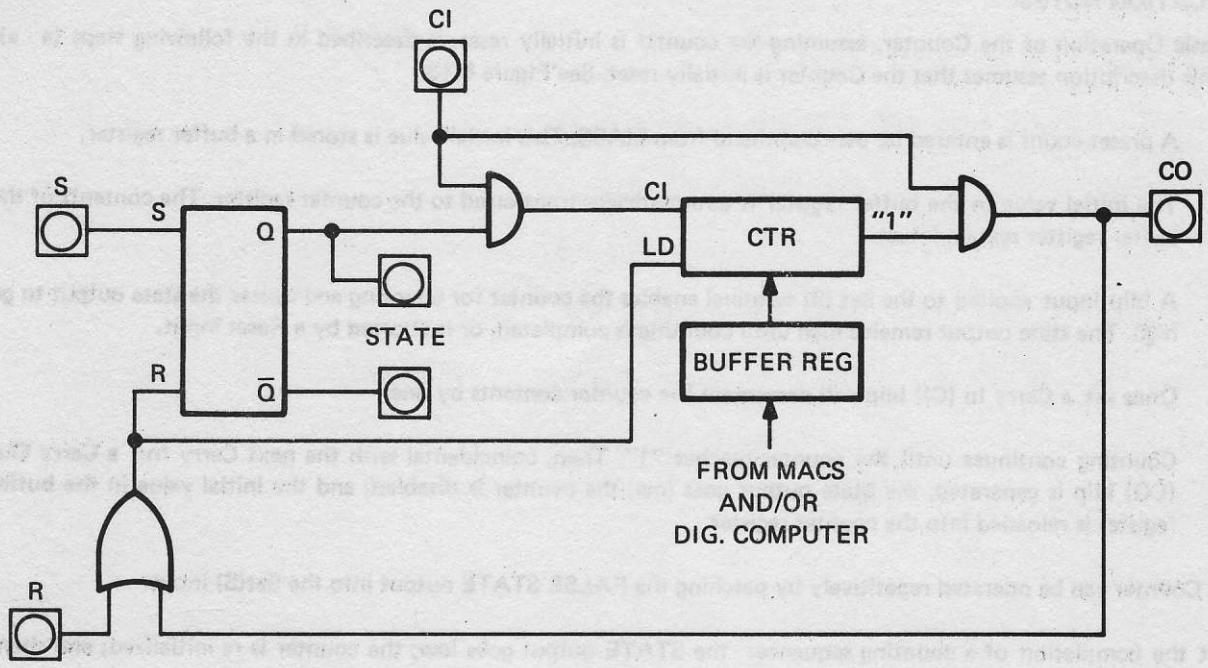 CI
S
S
Q
CI
LD
CTR
"1"
CO
STATE
R
Q̅
BUFFER REG
FROM MACS
AND/OR
DIG. COMPUTER
R